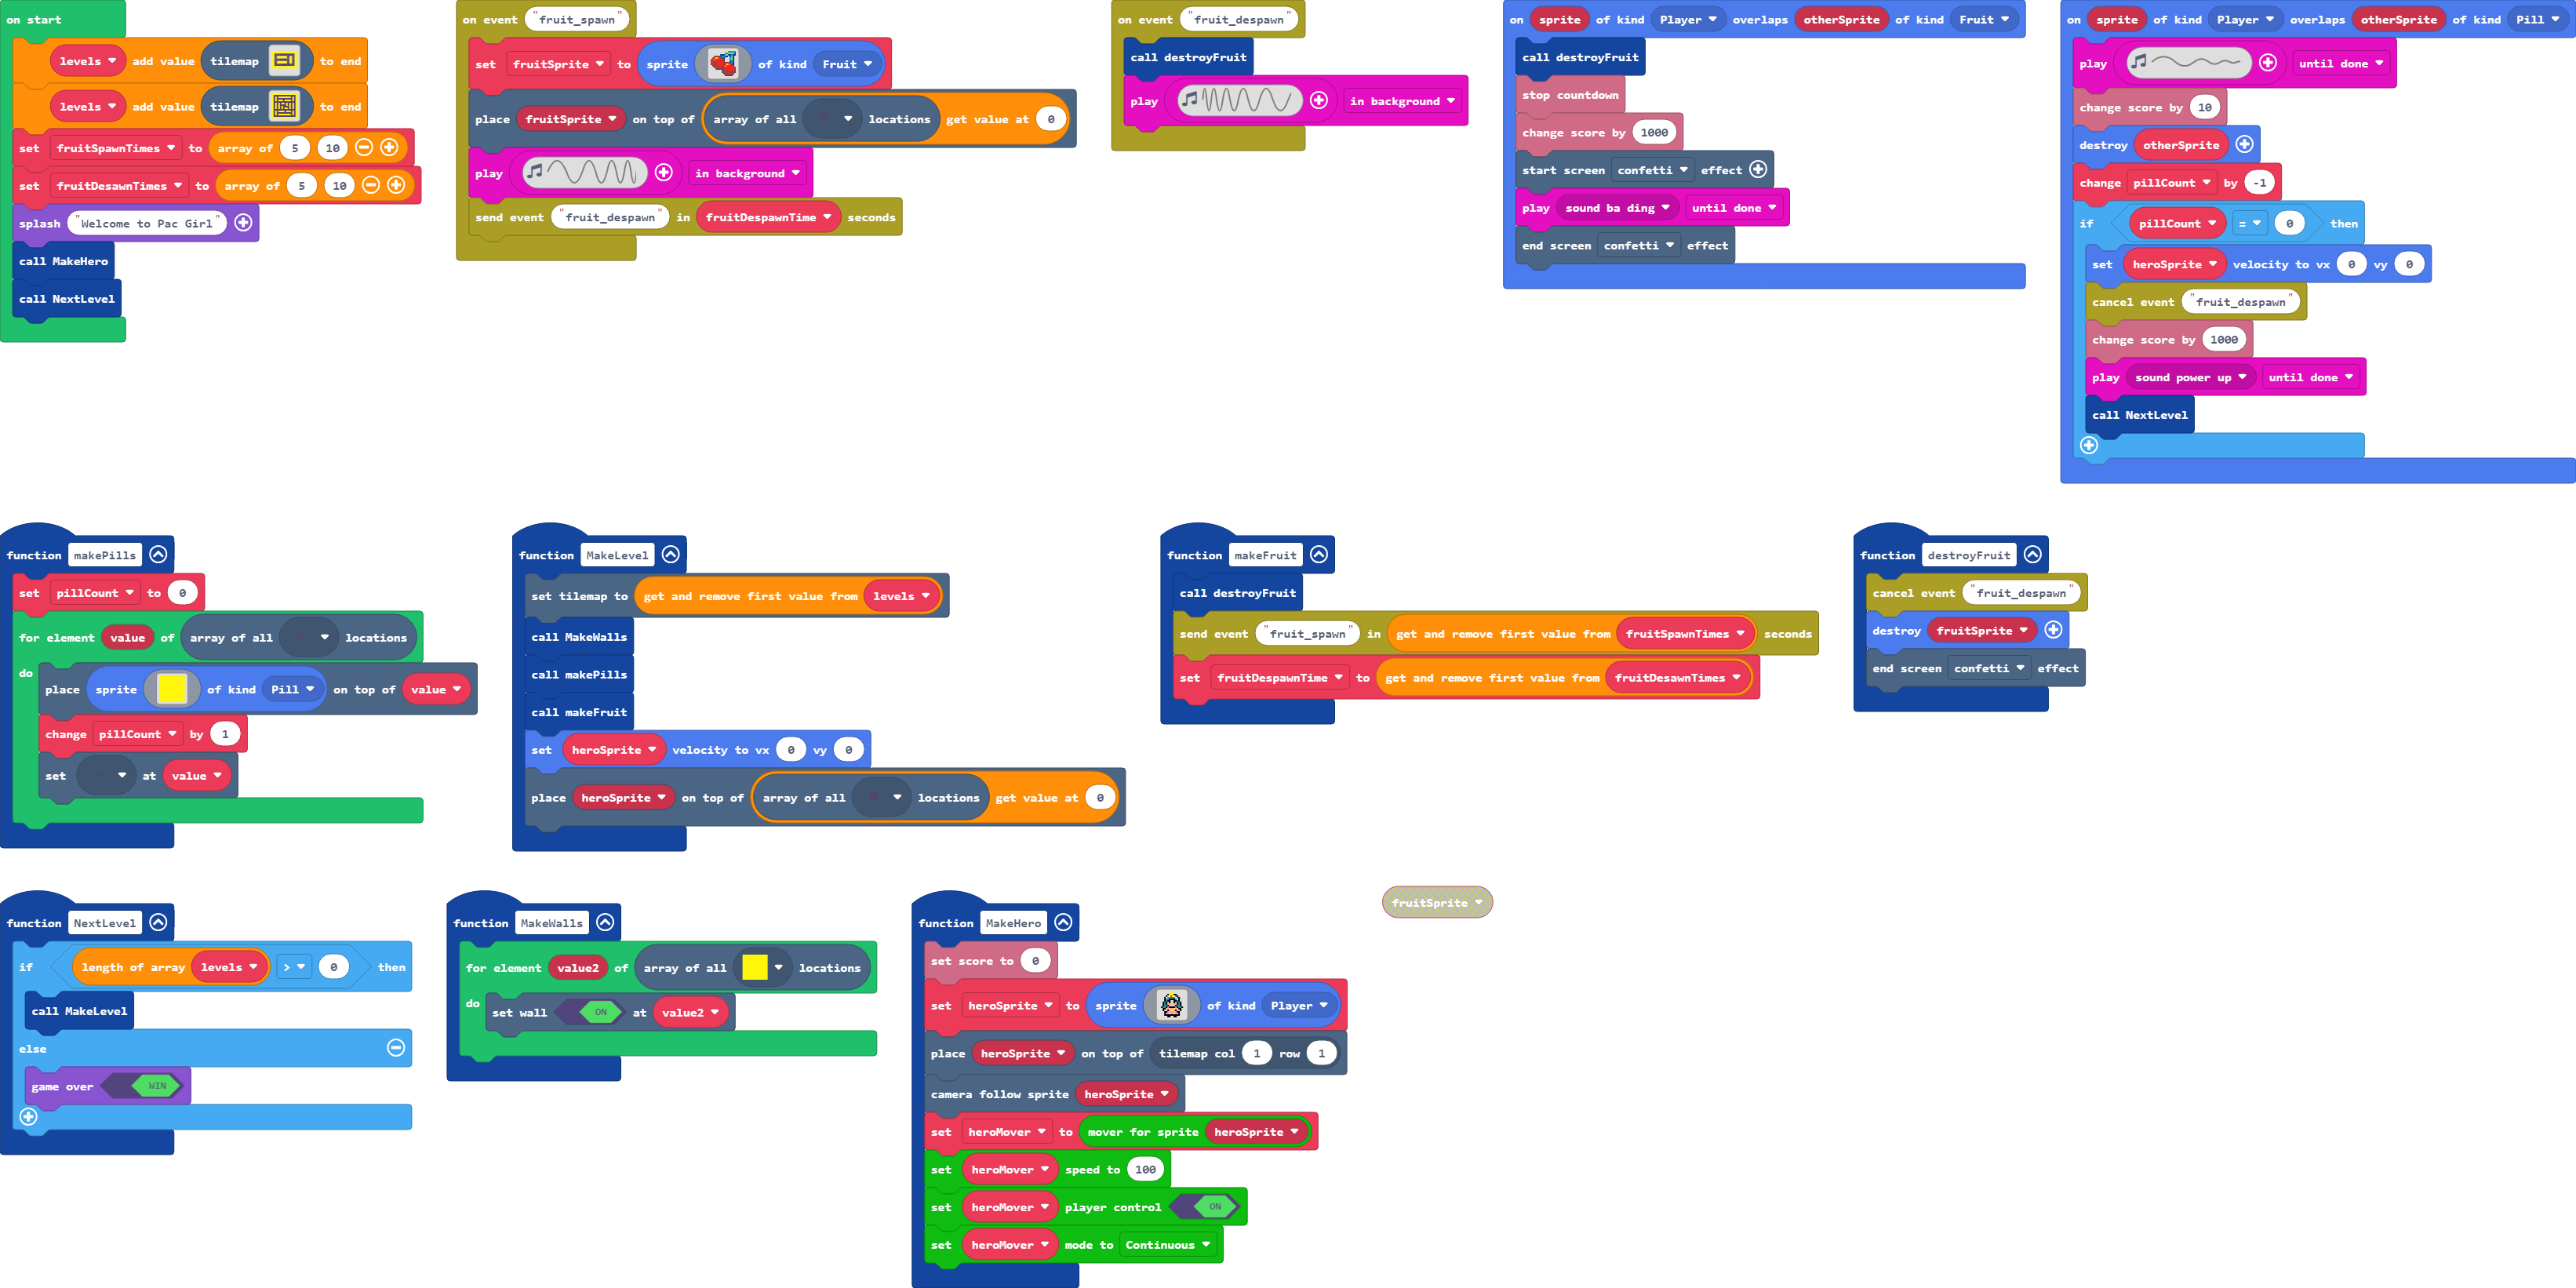 on start
levels add value tilemap to end
levels add value tilemap to end
set fruitSpawnTimes to array of 5 10
set fruitDesawnTimes to array of 5 10
splash "Welcome to Pac Girl"
call MakeHero
call NextLevel
on event "fruit_spawn"
set fruitSprite to sprite of kind Fruit
place fruitSprite on top of array of all locations get value at 0
play in background
send event "fruit_despawn" in fruitDespawnTime seconds
on event "fruit_despawn"
call destroyFruit
play in background
on sprite of kind Player overlaps otherSprite of kind Fruit
call destroyFruit
stop countdown
change score by 1000
start screen confetti effect
play sound ba ding until done
end screen confetti effect
on sprite of kind Player overlaps otherSprite of kind Pill
play until done
change score by 10
destroy otherSprite
change pillCount by -1
if pillCount = 0 then
set heroSprite velocity to vx 0 vy 0
cancel event "fruit_despawn"
change score by 1000
play sound power up until done
call NextLevel
function makePills
set pillCount to 0
for element value of array of all locations
do
place sprite of kind Pill on top of value
change pillCount by 1
set at value
function MakeLevel
set tilemap to get and remove first value from levels
call MakeWalls
call makePills
call makeFruit
set heroSprite velocity to vx 0 vy 0
place heroSprite on top of array of all locations get value at 0
function makeFruit
call destroyFruit
send event "fruit_spawn" in get and remove first value from fruitSpawnTimes seconds
set fruitDespawnTime to get and remove first value from fruitDesawnTimes
function destroyFruit
cancel event "fruit_despawn"
destroy fruitSprite
end screen confetti effect
function NextLevel
if length of array levels > 0 then
call MakeLevel
else
game over WIN
function MakeWalls
for element value2 of array of all locations
do
set wall ON at value2
function MakeHero
set score to 0
set heroSprite to sprite of kind Player
place heroSprite on top of tilemap col 1 row 1
camera follow sprite heroSprite
set heroMover to mover for sprite heroSprite
set heroMover speed to 100
set heroMover player control ON
set heroMover mode to Continuous
fruitSprite